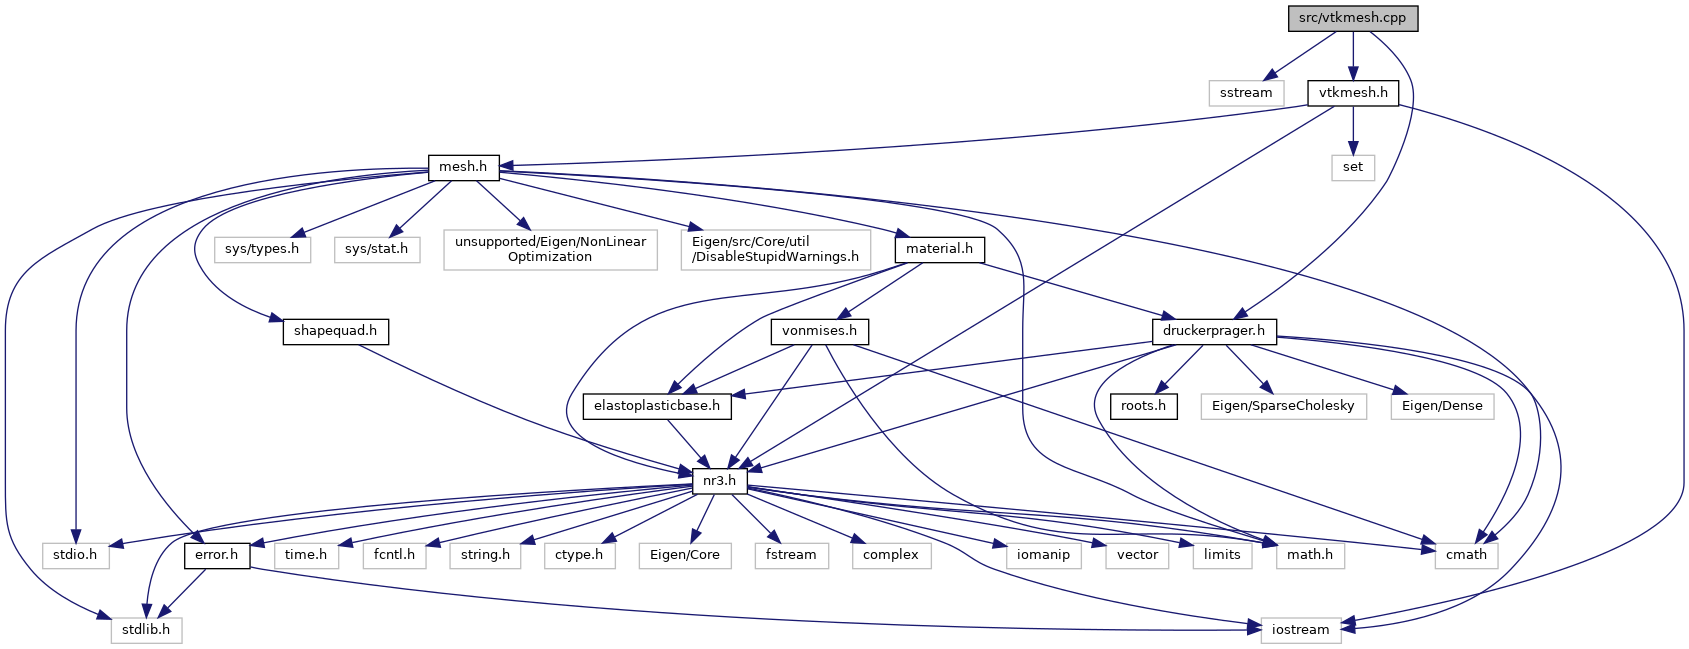 src/vtkmesh.cpp
sstream
vtkmesh.h
mesh.h
set
sys/types.h
sys/stat.h
unsupported/Eigen/NonLinear
Optimization
Eigen/src/Core/util
/DisableStupidWarnings.h
material.h
shapequad.h
vonmises.h
druckerprager.h
elastoplasticbase.h
roots.h
Eigen/SparseCholesky
Eigen/Dense
nr3.h
stdio.h
error.h
time.h
fcntl.h
string.h
ctype.h
Eigen/Core
fstream
complex
iomanip
vector
limits
math.h
cmath
stdlib.h
iostream